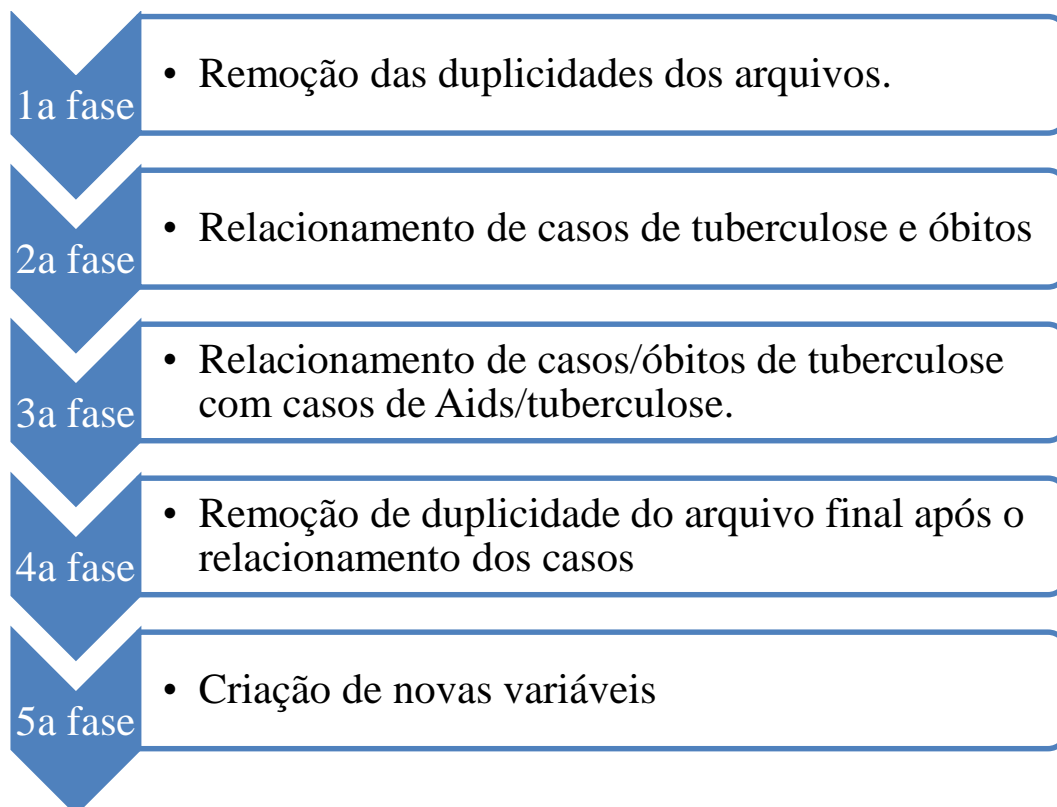 1a fase
• Remoção das duplicidades dos arquivos.
2a fase
• Relacionamento de casos de tuberculose e óbitos
3a fase
• Relacionamento de casos/óbitos de tuberculose
com casos de Aids/tuberculose.
4a fase
• Remoção de duplicidade do arquivo final após o
relacionamento dos casos
5a fase
• Criação de novas variáveis